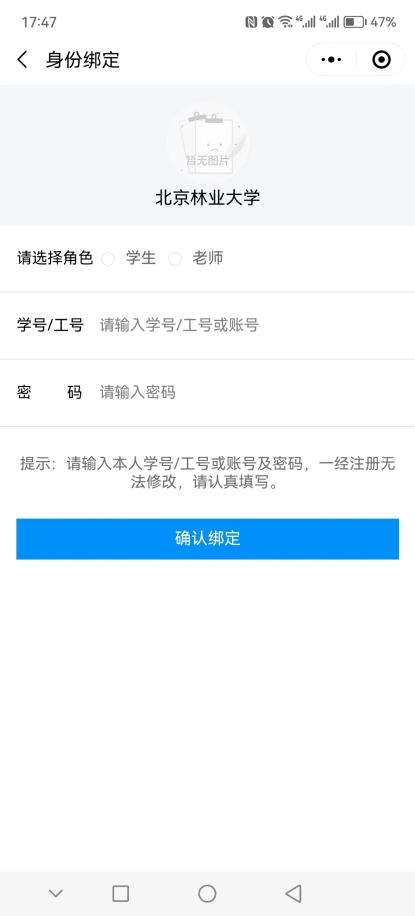 17:47
4G 4G 47%
身份绑定
暂无图片
北京林业大学
请选择角色 学生 老师
学号/工号 请输入学号/工号或账号
密 码 请输入密码
提示：请输入本人学号/工号或账号及密码，一经注册无
法修改，请认真填写。
确认绑定